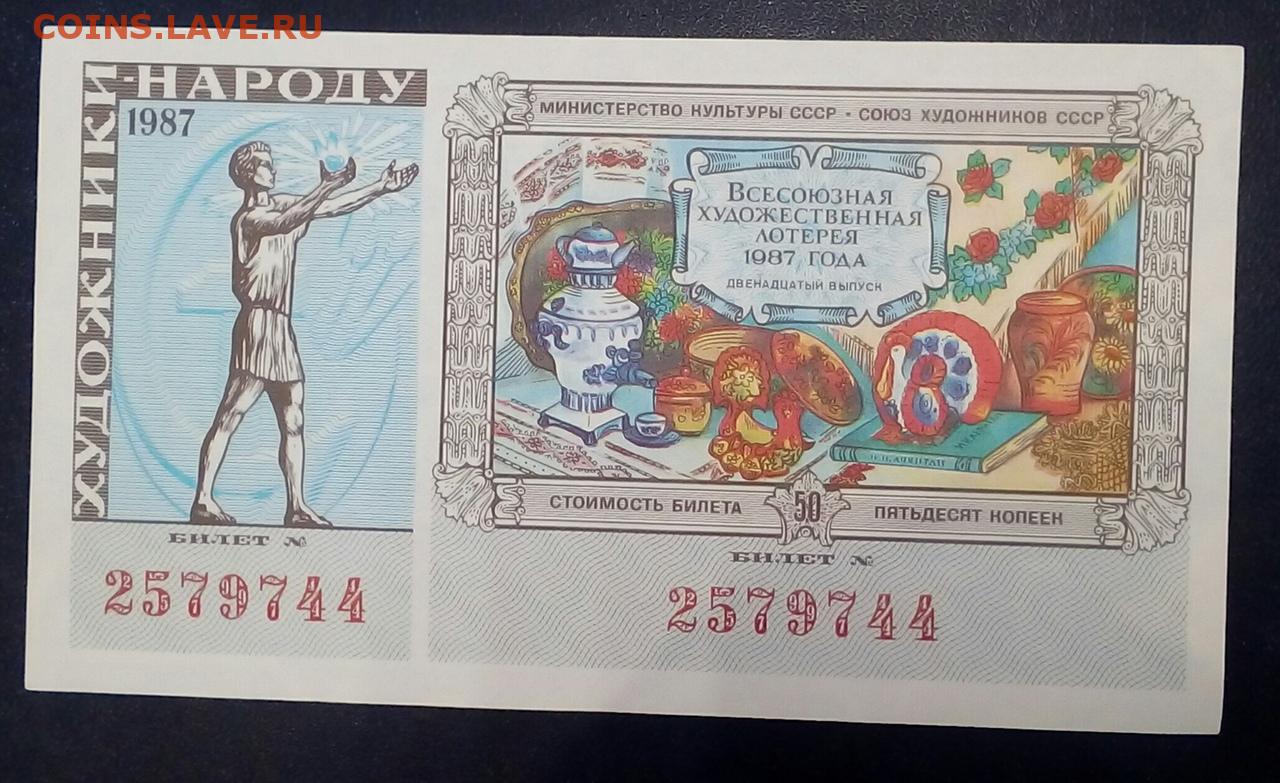 COINS.LAVE.RU
ХУДОЖНИКИ-НАРОДУ
1987
БИЛЕТ №
2579744
МИНИСТЕРСТВО КУЛЬТУРЫ СССР · СОЮЗ ХУДОЖНИКОВ СССР
ВСЕСОЮЗНАЯ
ХУДОЖЕСТВЕННАЯ
ЛОТЕРЕЯ
1987 ГОДА
ДВЕНАДЦАТЫЙ ВЫПУСК
СТОИМОСТЬ БИЛЕТА 50 ПЯТЬДЕСЯТ КОПЕЕК
БИЛЕТ №
2579744